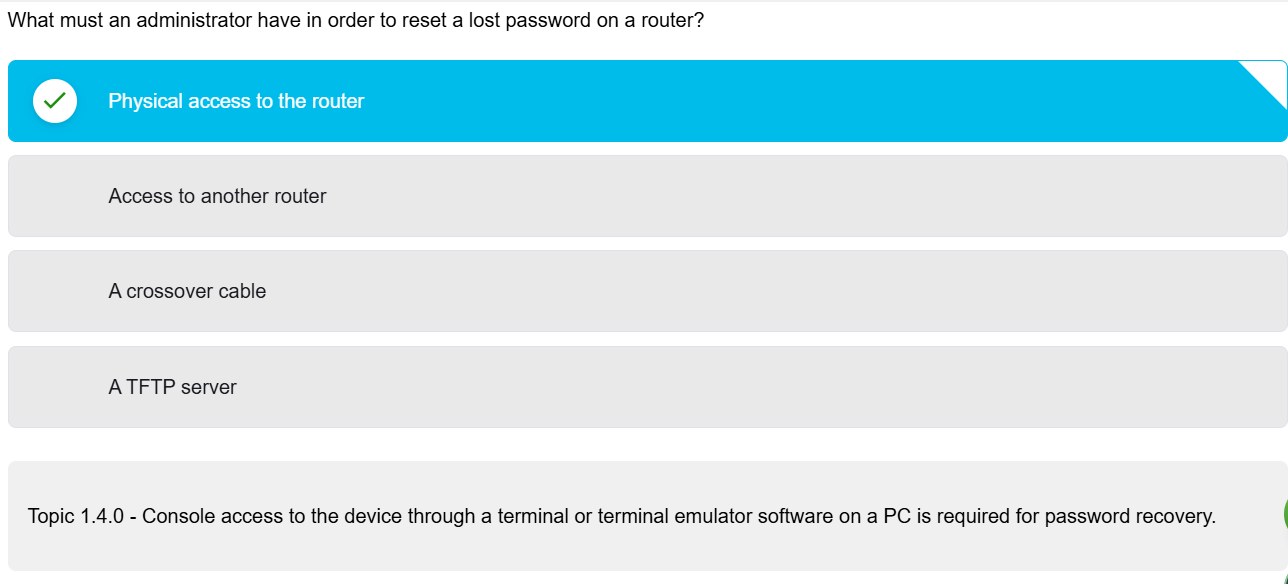 What must an administrator have in order to reset a lost password on a router?
Physical access to the router
Access to another router
A crossover cable
A TFTP server
Topic 1.4.0 - Console access to the device through a terminal or terminal emulator software on a PC is required for password recovery.